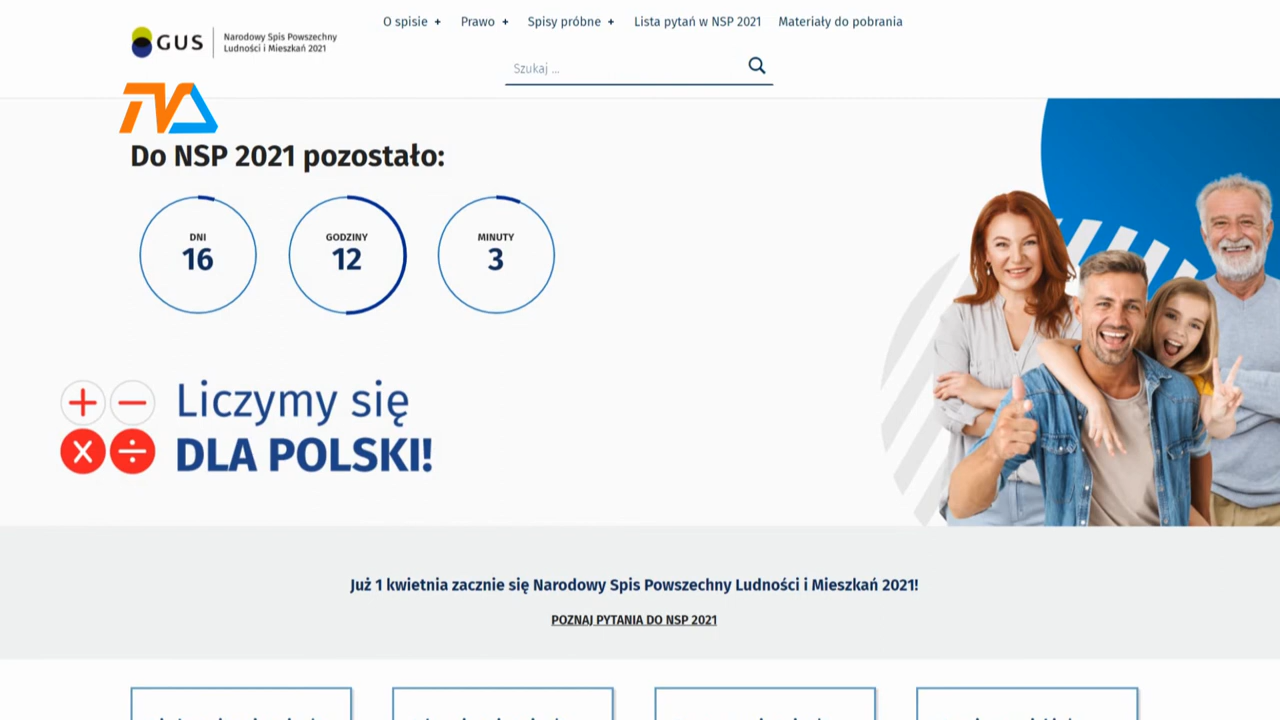 O spisie +
Prawo +
Spisy próbne +
Lista pytań w NSP 2021
Materiały do pobrania
GUS
Narodowy Spis Powszechny
Ludności i Mieszkań 2021
Szukaj ...
TVA
Do NSP 2021 pozostało:
DNI
16
GODZINY
12
MINUTY
3
Liczymy się
DLA POLSKI!
Już 1 kwietnia zacznie się Narodowy Spis Powszechny Ludności i Mieszkań 2021!
POZNAJ PYTANIA DO NSP 2021